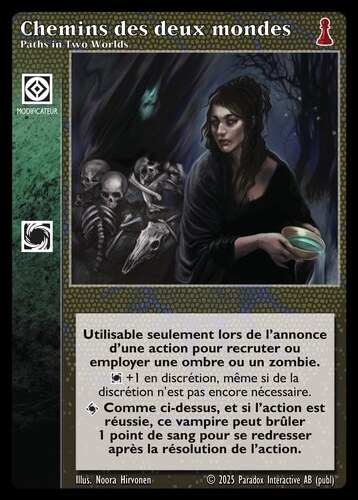 Chemins des deux mondes
Paths in Two Worlds
MODIFICATEUR
Utilisable seulement lors de l'annonce
d'une action pour recruter ou
employer une ombre ou un zombie.
+1 en discrétion, même si de la
discrétion n'est pas encore nécessaire.
Comme ci-dessus, et si l'action est
réussie, ce vampire peut brûler
1 point de sang pour se redresser
après la résolution de l'action.
Illus. Noora Hirvonen © 2025 Paradox Interactive AB (publ)